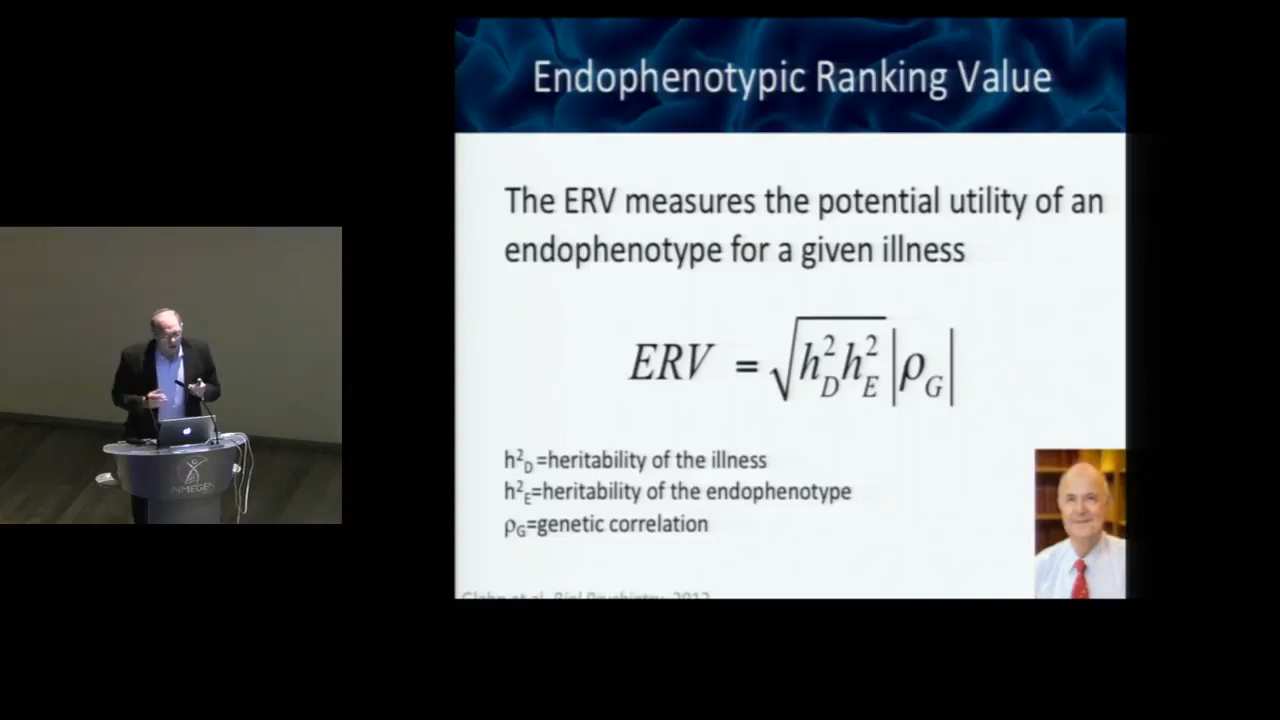 Endophenotypic Ranking Value
The ERV measures the potential utility of an
endophenotype for a given illness
ERV = √h²_D h²_E |ρ_G|
h²_D=heritability of the illness
h²_E=heritability of the endophenotype
ρ_G=genetic correlation
INMEGEN